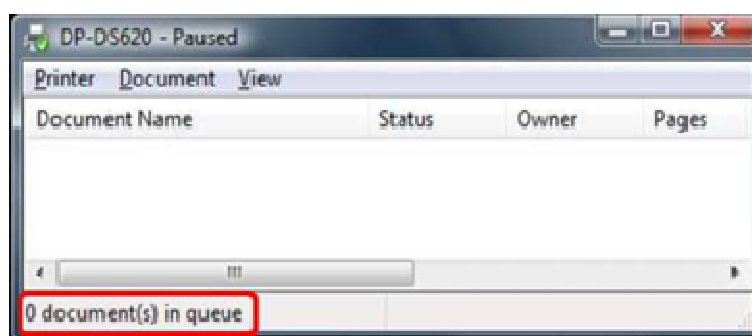 DP-DS620 - Paused
Printer Document View
Document Name Status Owner Pages
0 document(s) in queue